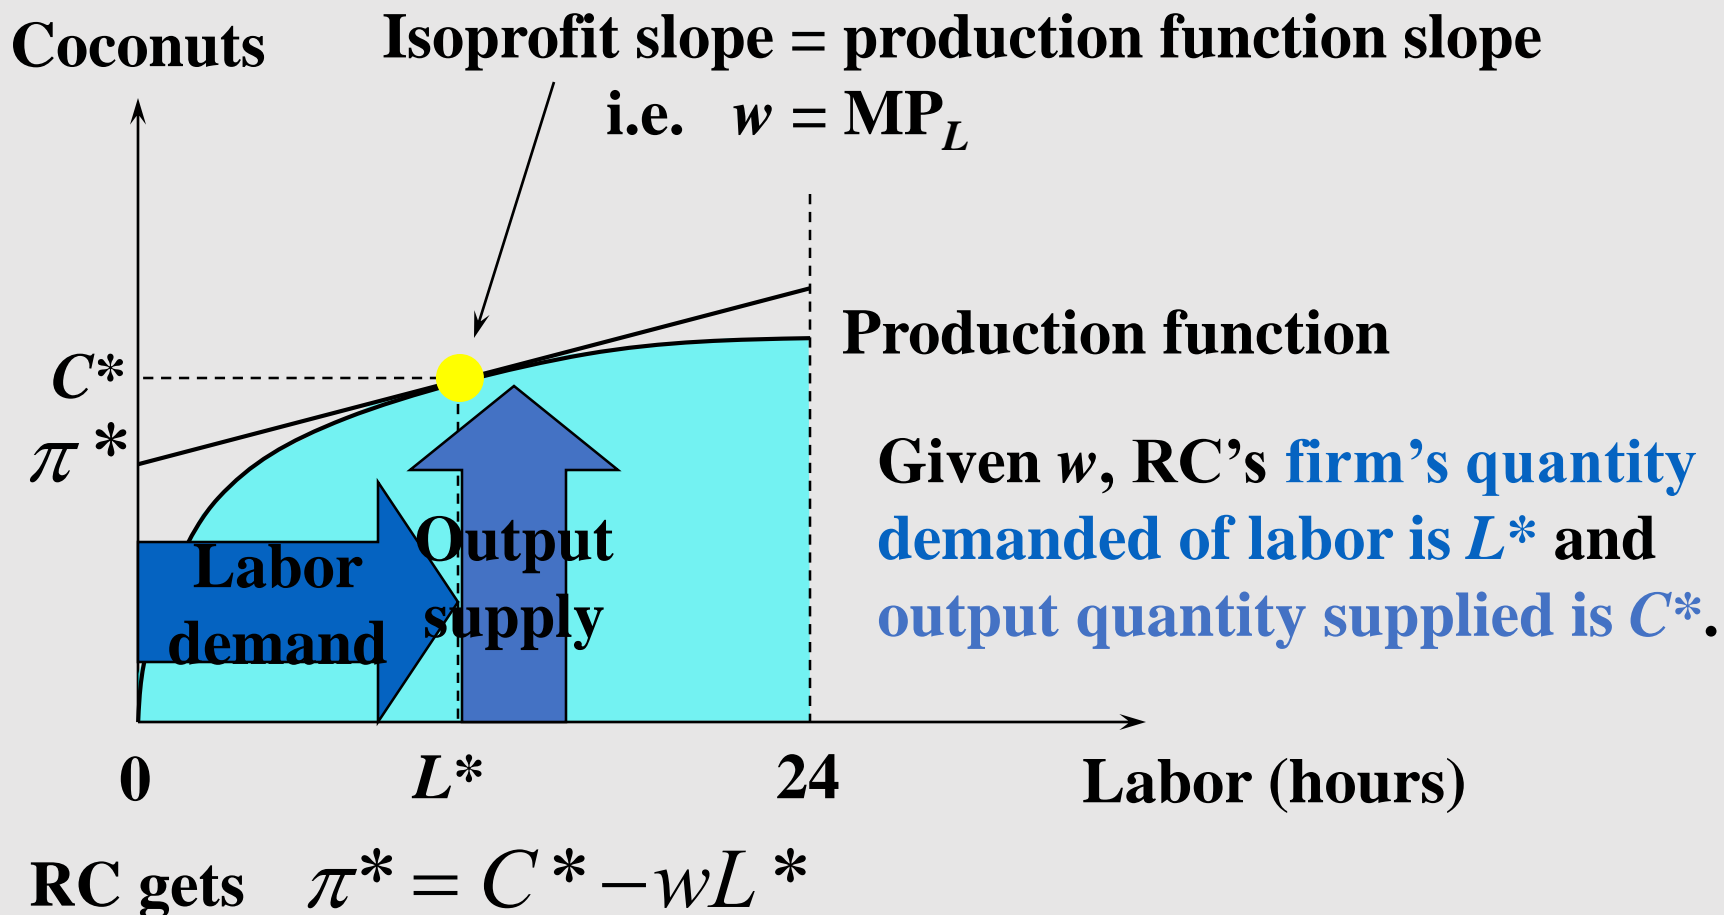 Coconuts
Isoprofit slope = production function slope
i.e. w = MP_L
Production function
C*
π*
Given w, RC’s firm’s quantity
demanded of labor is L* and
output quantity supplied is C*.
Labor
demand
Output
supply
0
L*
24
Labor (hours)
RC gets π* = C* − wL*